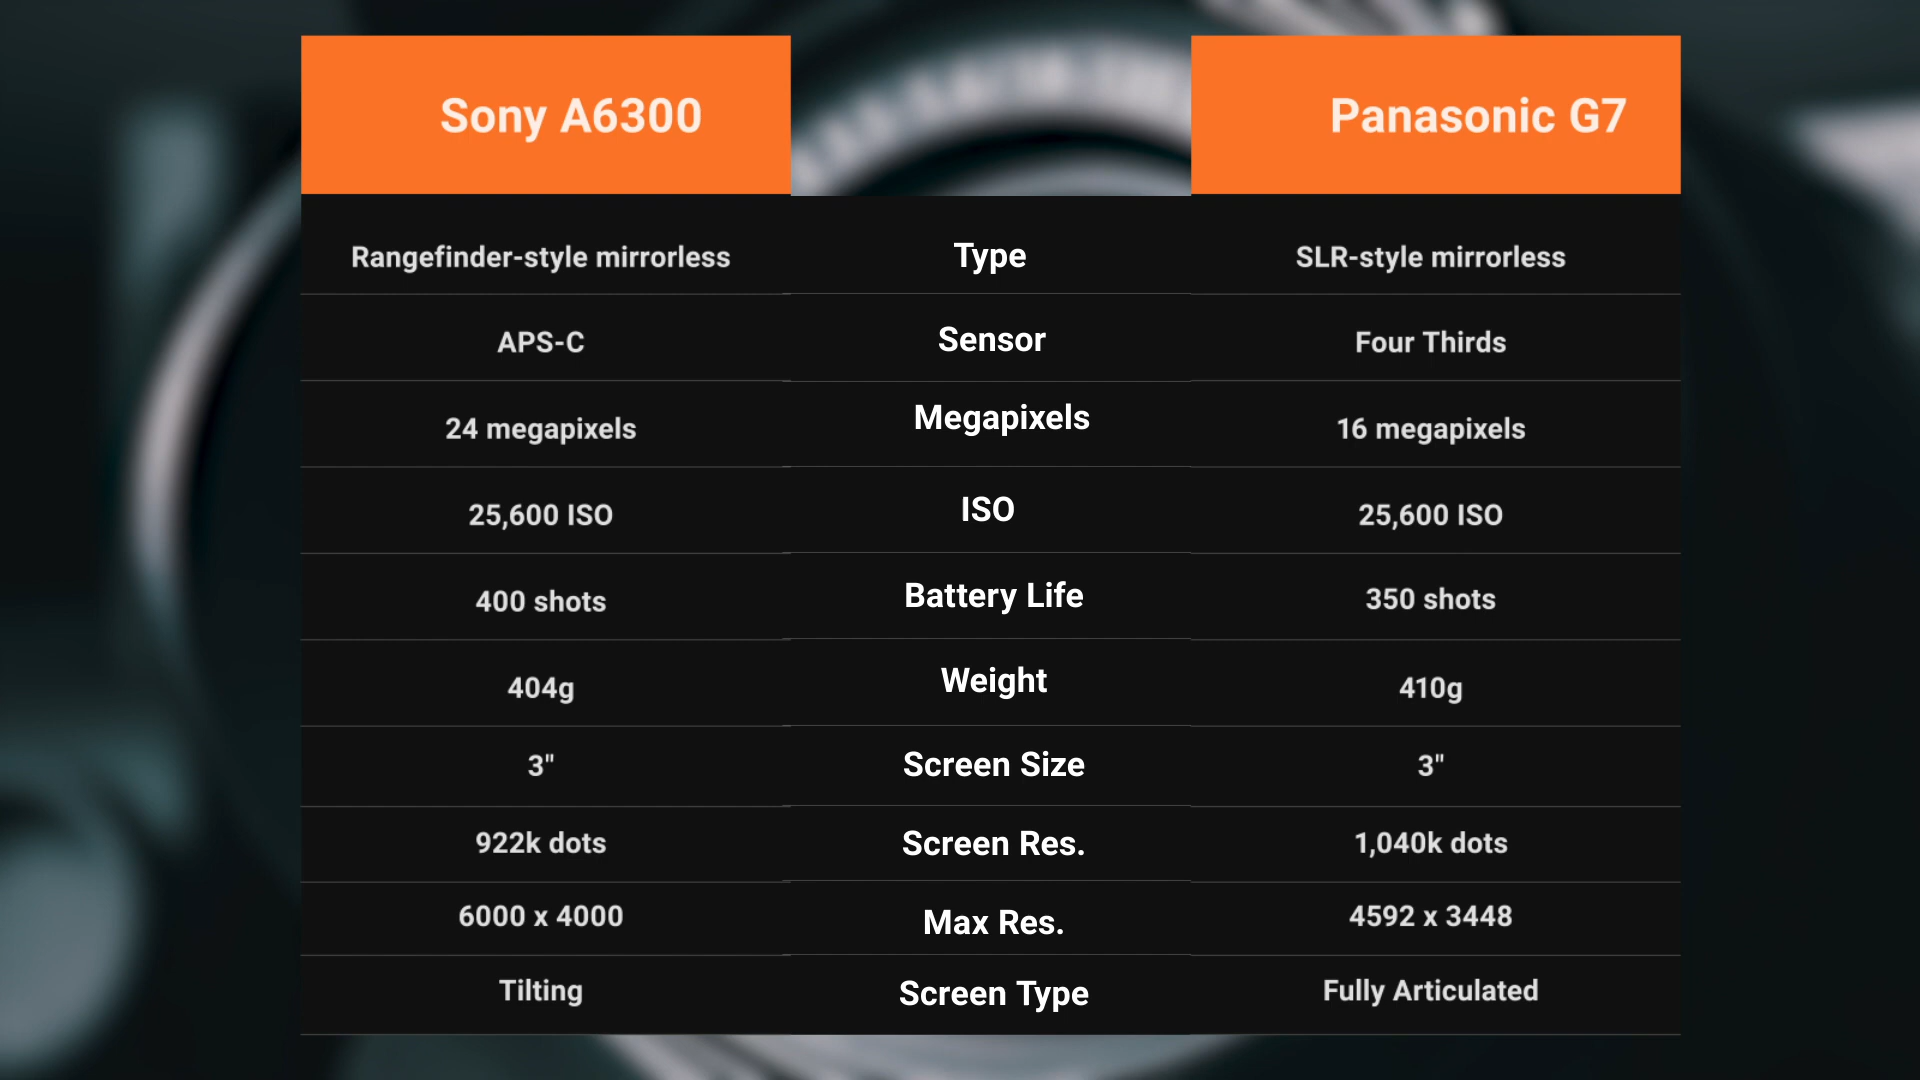 Sony A6300
Panasonic G7
Rangefinder-style mirrorless Type SLR-style mirrorless
APS-C Sensor Four Thirds
24 megapixels Megapixels 16 megapixels
25,600 ISO ISO 25,600 ISO
400 shots Battery Life 350 shots
404g Weight 410g
3" Screen Size 3"
922k dots Screen Res. 1,040k dots
6000 x 4000 Max Res. 4592 x 3448
Tilting Screen Type Fully Articulated